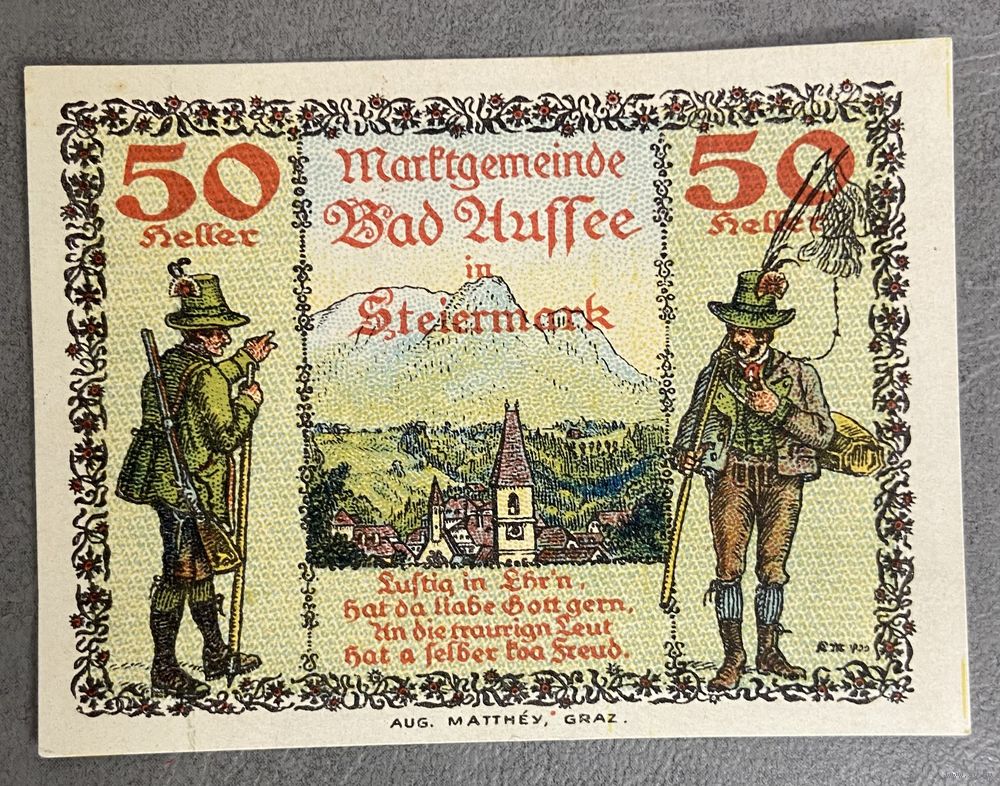 50
Heller
Marktgemeinde
Bad Aussee
in
Steiermark
50
Heller
Lustig in Ehr'n,
Hat da liabe Gott gern,
An die traurign Leut
Hat a selber koa Freud.
AUG. MATTHÉY, GRAZ.